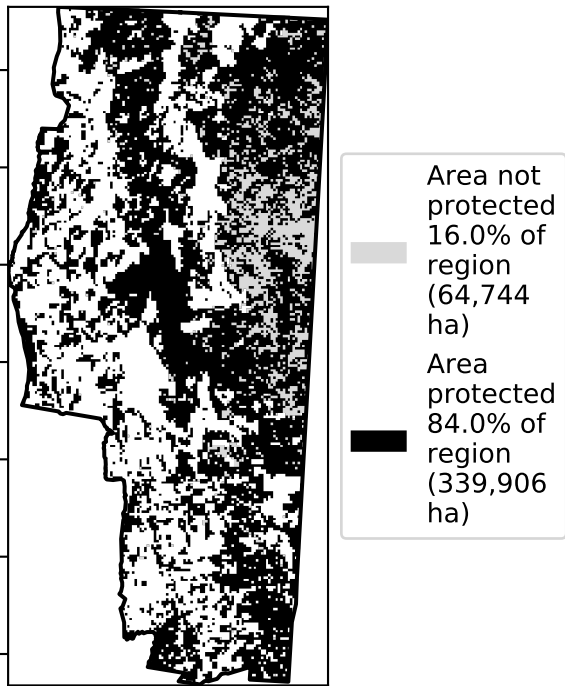 Area not
protected
16.0% of
region
(64,744
ha)
Area
protected
84.0% of
region
(339,906
ha)